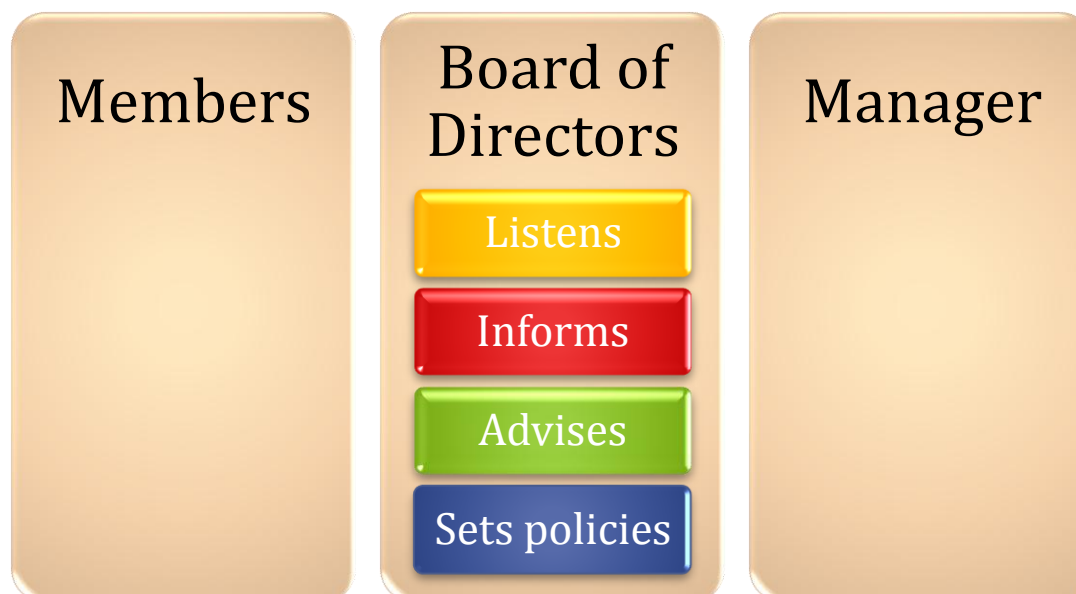 Members
Board of
Directors
Listens
Informs
Advises
Sets policies
Manager